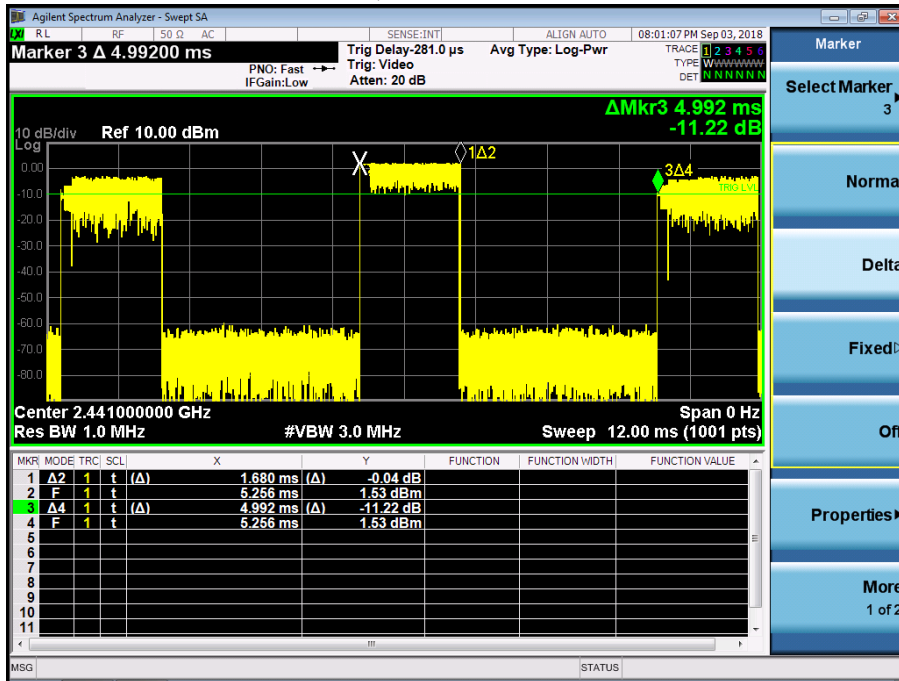 Agilent Spectrum Analyzer - Swept SA
LXI RL RF 50 Ω AC SENSE:INT ALIGN AUTO 08:01:07 PM Sep 03, 2018
Marker 3 Δ 4.99200 ms
Trig Delay-281.0 µs Avg Type: Log-Pwr TRACE 1 2 3 4 5 6
PNO: Fast Trig: Video TYPE WWWWWW
IFGain:Low Atten: 20 dB DET N N N N N N
ΔMkr3 4.992 ms
10 dB/div Ref 10.00 dBm -11.22 dB
Log
1Δ2
0.00
3Δ4
TRIG LVL
-10.0
-20.0
-30.0
-40.0
-50.0
-60.0
-70.0
-80.0
Center 2.441000000 GHz Span 0 Hz
Res BW 1.0 MHz #VBW 3.0 MHz Sweep 12.00 ms (1001 pts)
MKR MODE TRC SCL X Y FUNCTION FUNCTION WIDTH FUNCTION VALUE
1 Δ2 1 t (Δ) 1.680 ms (Δ) -0.04 dB
2 F 1 t 5.256 ms 1.53 dBm
3 Δ4 1 t (Δ) 4.992 ms (Δ) -11.22 dB
4 F 1 t 5.256 ms 1.53 dBm
5
6
7
8
9
10
11
MSG STATUS
Marker
Select Marker
3
Norma
Delta
Fixed
Of
Properties
More
1 of 2